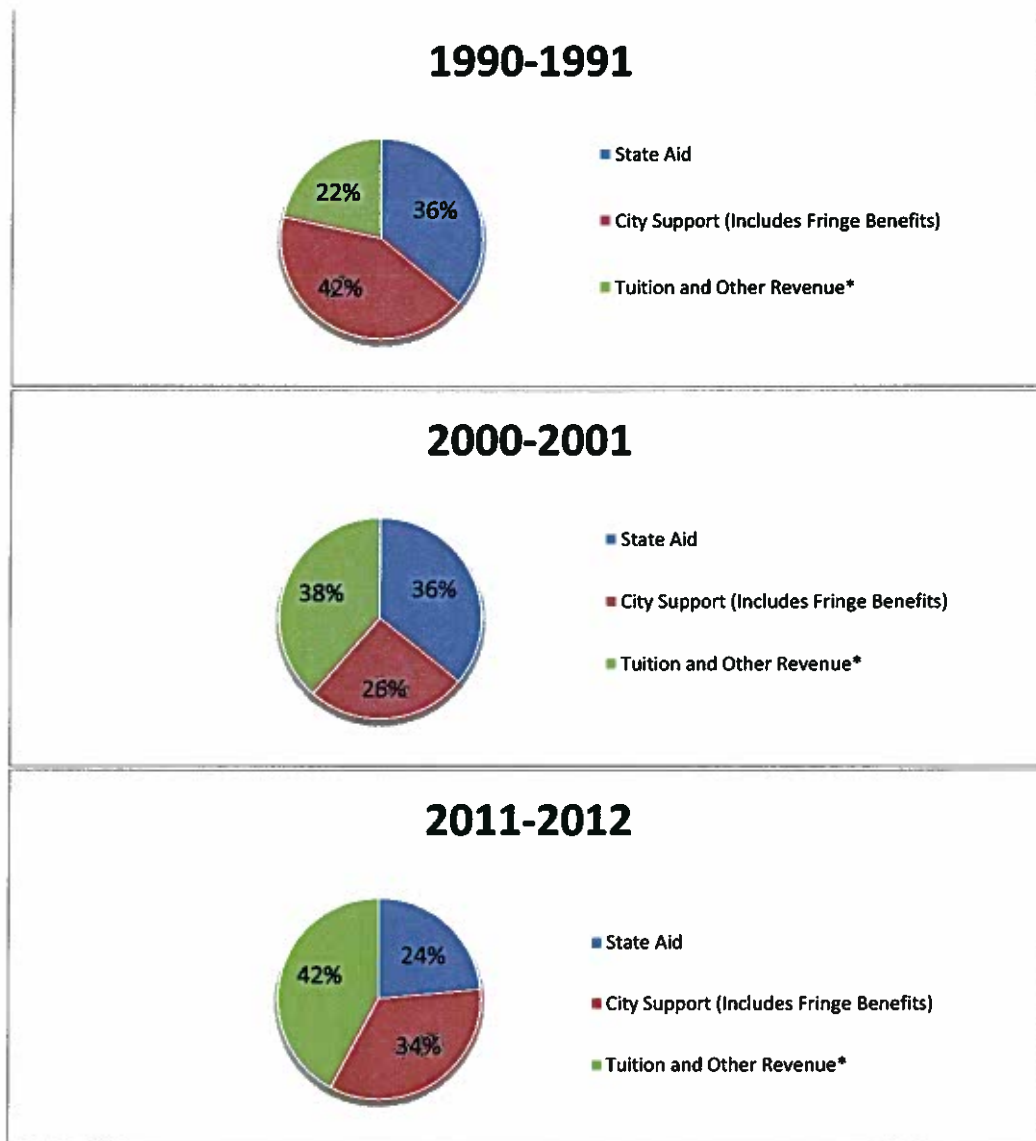 1990-1991
22%
36%
42%
State Aid
City Support (Includes Fringe Benefits)
Tuition and Other Revenue*
2000-2001
38%
36%
26%
State Aid
City Support (Includes Fringe Benefits)
Tuition and Other Revenue*
2011-2012
42%
24%
34%
State Aid
City Support (Includes Fringe Benefits)
Tuition and Other Revenue*